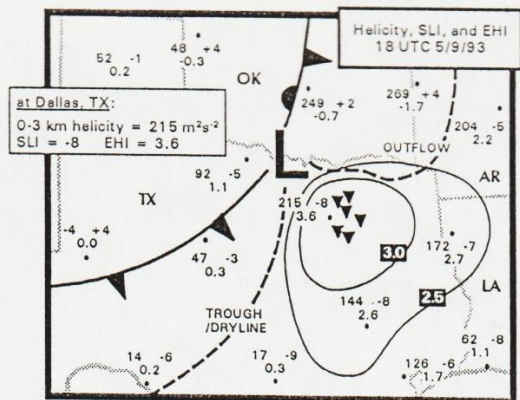 Helicity, SLI, and EHI
18 UTC 5/9/93
48 +4
-0.3
52 -1
0.2
OK
at Dallas, TX:
0-3 km helicity = 215 m²s⁻²
SLI = -8 EHI = 3.6
249 +2
-0.7
269 +4
-1.7
204 -5
2.2
OUTFLOW
L
92 -5
1.1
AR
TX
215 -8
3.6
-4 +4
0.0
47 -3
0.3
3.0
172 -7
2.7
2.5
LA
144 -8
2.6
TROUGH
/DRYLINE
62 -8
1.1
14 -6
0.2
17 -9
0.3
126 -6
1.7